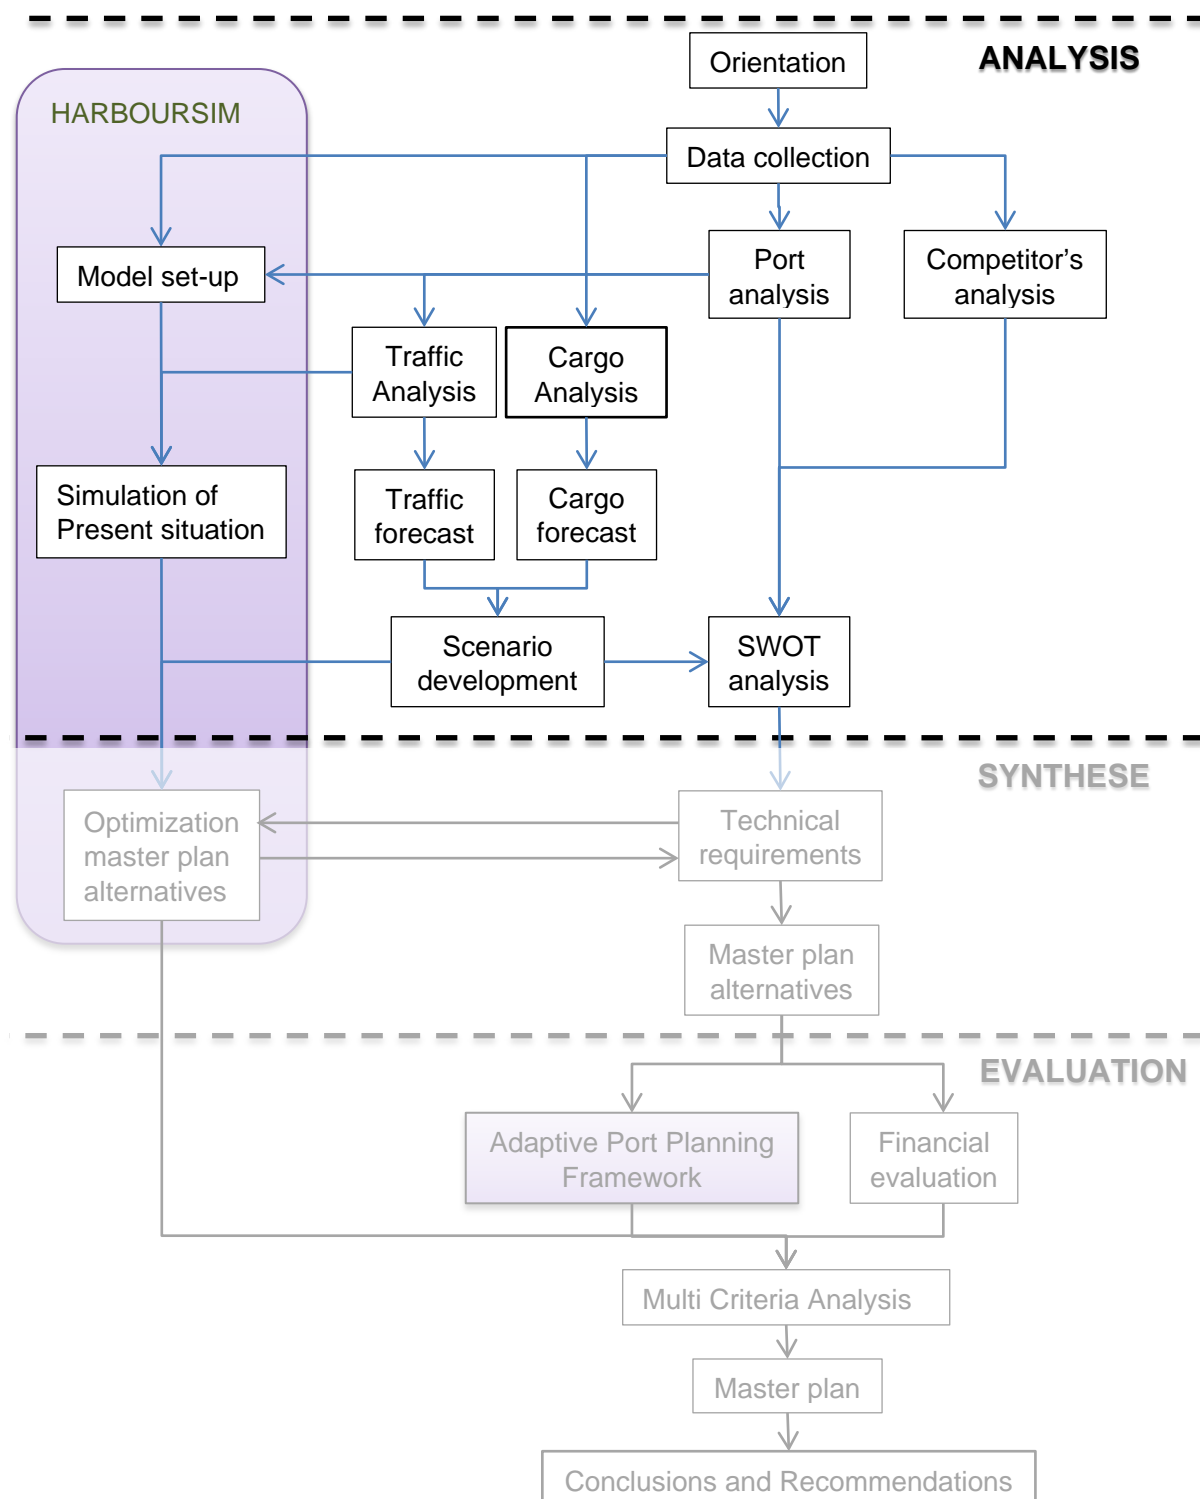 ANALYSIS
Orientation
HARBOURSIM
Data collection
Model set-up
Port
analysis
Competitor's
analysis
Traffic
Analysis
Cargo
Analysis
Simulation of
Present situation
Traffic
forecast
Cargo
forecast
Scenario
development
SWOT
analysis
SYNTHESE
Optimization
master plan
alternatives
Technical
requirements
Master plan
alternatives
EVALUATION
Adaptive Port Planning
Framework
Financial
evaluation
Multi Criteria Analysis
Master plan
Conclusions and Recommendations